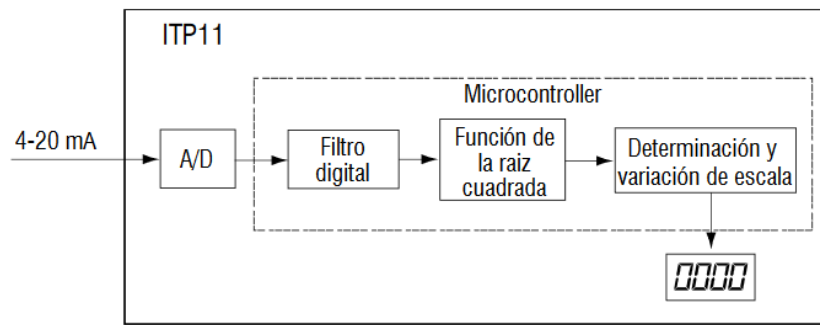 ITP11
Microcontroller
4-20 mA
A/D
Filtro
digital
Función de
la raiz
cuadrada
Determinación y
variación de escala
0000